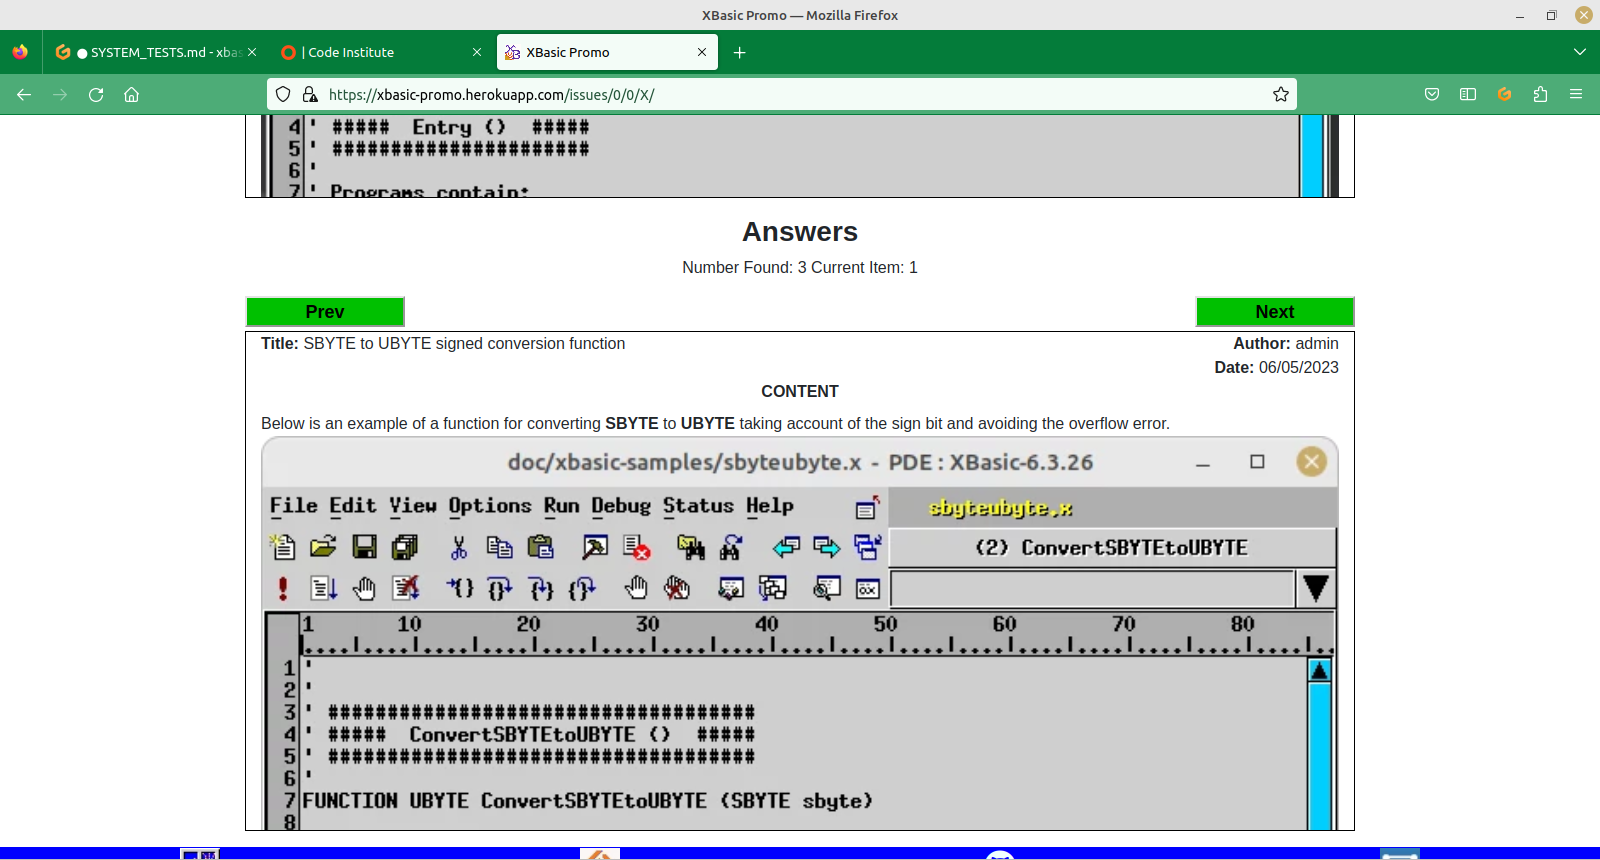 XBasic Promo — Mozilla Firefox
SYSTEM_TESTS.md - xbas
| Code Institute
XBasic Promo
https://xbasic-promo.herokuapp.com/issues/0/0/X/
4 ' ##### Entry () #####
5 ' ######################
6 '
7 ' Programs contain:
Answers
Number Found: 3 Current Item: 1
Prev
Next
Title: SBYTE to UBYTE signed conversion function
Author: admin
Date: 06/05/2023
CONTENT
Below is an example of a function for converting SBYTE to UBYTE taking account of the sign bit and avoiding the overflow error.
doc/xbasic-samples/sbyteubyte.x - PDE : XBasic-6.3.26
File Edit View Options Run Debug Status Help
sbyteubyte.x
(2) ConvertSBYTEtoUBYTE
1 10 20 30 40 50 60 70 80
1 '
2 '
3 ' ####################################
4 ' ##### ConvertSBYTEtoUBYTE () #####
5 ' ####################################
6 '
7 FUNCTION UBYTE ConvertSBYTEtoUBYTE (SBYTE sbyte)
8